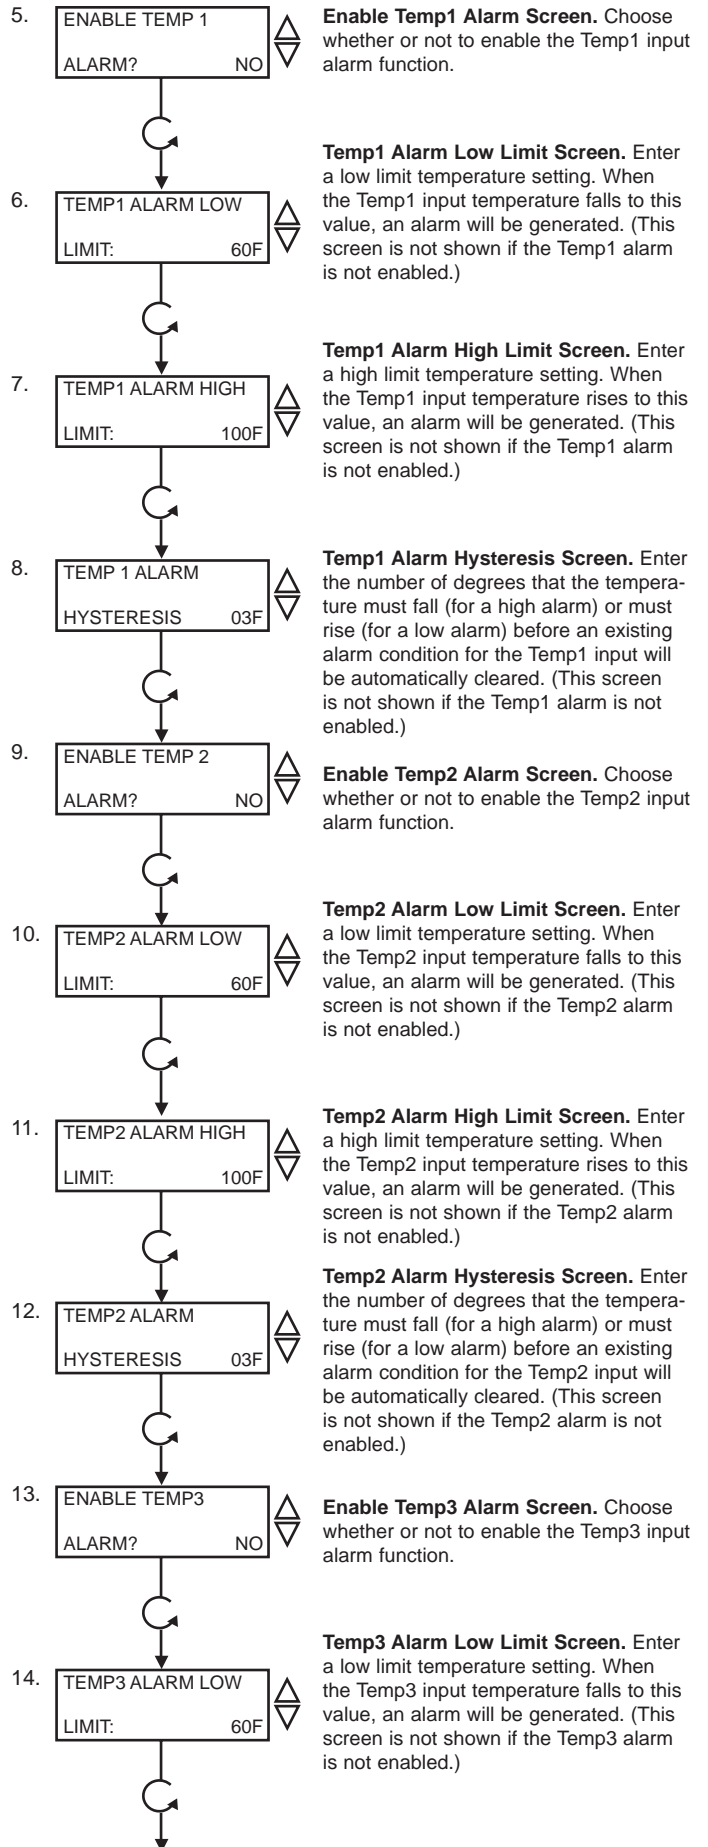 5.
ENABLE TEMP 1
ALARM? NO
Enable Temp1 Alarm Screen. Choose
whether or not to enable the Temp1 input
alarm function.
6.
TEMP1 ALARM LOW
LIMIT: 60F
Temp1 Alarm Low Limit Screen. Enter
a low limit temperature setting. When
the Temp1 input temperature falls to this
value, an alarm will be generated. (This
screen is not shown if the Temp1 alarm
is not enabled.)
7.
TEMP1 ALARM HIGH
LIMIT: 100F
Temp1 Alarm High Limit Screen. Enter
a high limit temperature setting. When
the Temp1 input temperature rises to this
value, an alarm will be generated. (This
screen is not shown if the Temp1 alarm
is not enabled.)
8.
TEMP 1 ALARM
HYSTERESIS 03F
Temp1 Alarm Hysteresis Screen. Enter
the number of degrees that the tempera-
ture must fall (for a high alarm) or must
rise (for a low alarm) before an existing
alarm condition for the Temp1 input will
be automatically cleared. (This screen
is not shown if the Temp1 alarm is not
enabled.)
9.
ENABLE TEMP 2
ALARM? NO
Enable Temp2 Alarm Screen. Choose
whether or not to enable the Temp2 input
alarm function.
10.
TEMP2 ALARM LOW
LIMIT: 60F
Temp2 Alarm Low Limit Screen. Enter
a low limit temperature setting. When
the Temp2 input temperature falls to this
value, an alarm will be generated. (This
screen is not shown if the Temp2 alarm
is not enabled.)
11.
TEMP2 ALARM HIGH
LIMIT: 100F
Temp2 Alarm High Limit Screen. Enter
a high limit temperature setting. When
the Temp2 input temperature rises to this
value, an alarm will be generated. (This
screen is not shown if the Temp2 alarm
is not enabled.)
12.
TEMP2 ALARM
HYSTERESIS 03F
Temp2 Alarm Hysteresis Screen. Enter
the number of degrees that the tempera-
ture must fall (for a high alarm) or must
rise (for a low alarm) before an existing
alarm condition for the Temp2 input will
be automatically cleared. (This screen
is not shown if the Temp2 alarm is not
enabled.)
13.
ENABLE TEMP3
ALARM? NO
Enable Temp3 Alarm Screen. Choose
whether or not to enable the Temp3 input
alarm function.
14.
TEMP3 ALARM LOW
LIMIT: 60F
Temp3 Alarm Low Limit Screen. Enter
a low limit temperature setting. When
the Temp3 input temperature falls to this
value, an alarm will be generated. (This
screen is not shown if the Temp3 alarm
is not enabled.)